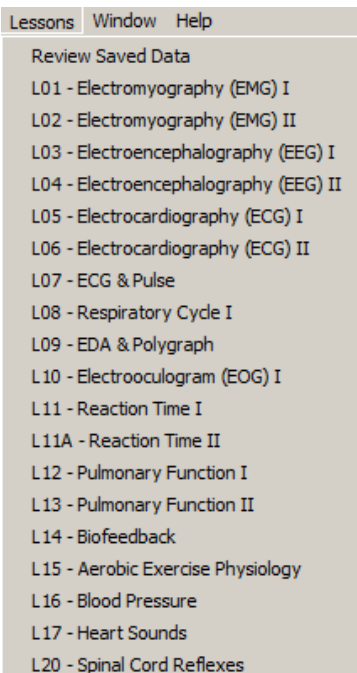 Lessons Window Help
Review Saved Data
L01 - Electromyography (EMG) I
L02 - Electromyography (EMG) II
L03 - Electroencephalography (EEG) I
L04 - Electroencephalography (EEG) II
L05 - Electrocardiography (ECG) I
L06 - Electrocardiography (ECG) II
L07 - ECG & Pulse
L08 - Respiratory Cycle I
L09 - EDA & Polygraph
L10 - Electrooculogram (EOG) I
L11 - Reaction Time I
L11A - Reaction Time II
L12 - Pulmonary Function I
L13 - Pulmonary Function II
L14 - Biofeedback
L15 - Aerobic Exercise Physiology
L16 - Blood Pressure
L17 - Heart Sounds
L20 - Spinal Cord Reflexes